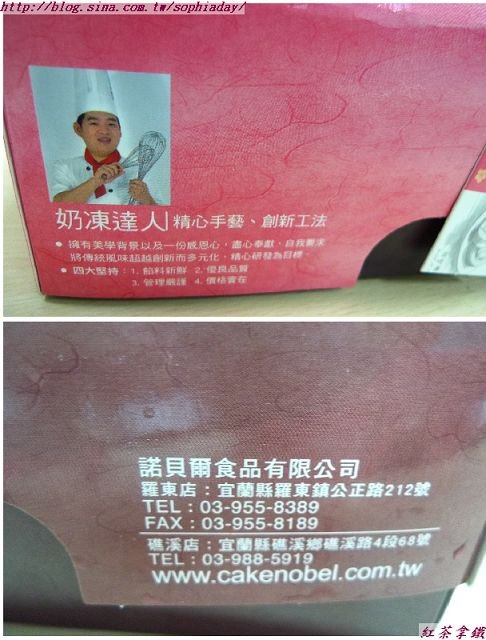 http://blog.sina.com.tw/sophiaday/
奶凍達人 精心手藝、創新工法
● 擁有美學背景以及一份感恩心，盡心奉獻，自我要求
將傳統風味超越創新而多元化，精心研發為目標。
● 四大堅持：1. 餡料新鮮 2. 優良品質
3. 管理嚴謹 4. 價格實在
諾貝爾食品有限公司
羅東店：宜蘭縣羅東鎮公正路212號
TEL：03-955-8389
FAX：03-955-8189
礁溪店：宜蘭縣礁溪鄉礁溪路4段68號
TEL：03-988-5919
www.cakenobel.com.tw
紅茶拿鐵